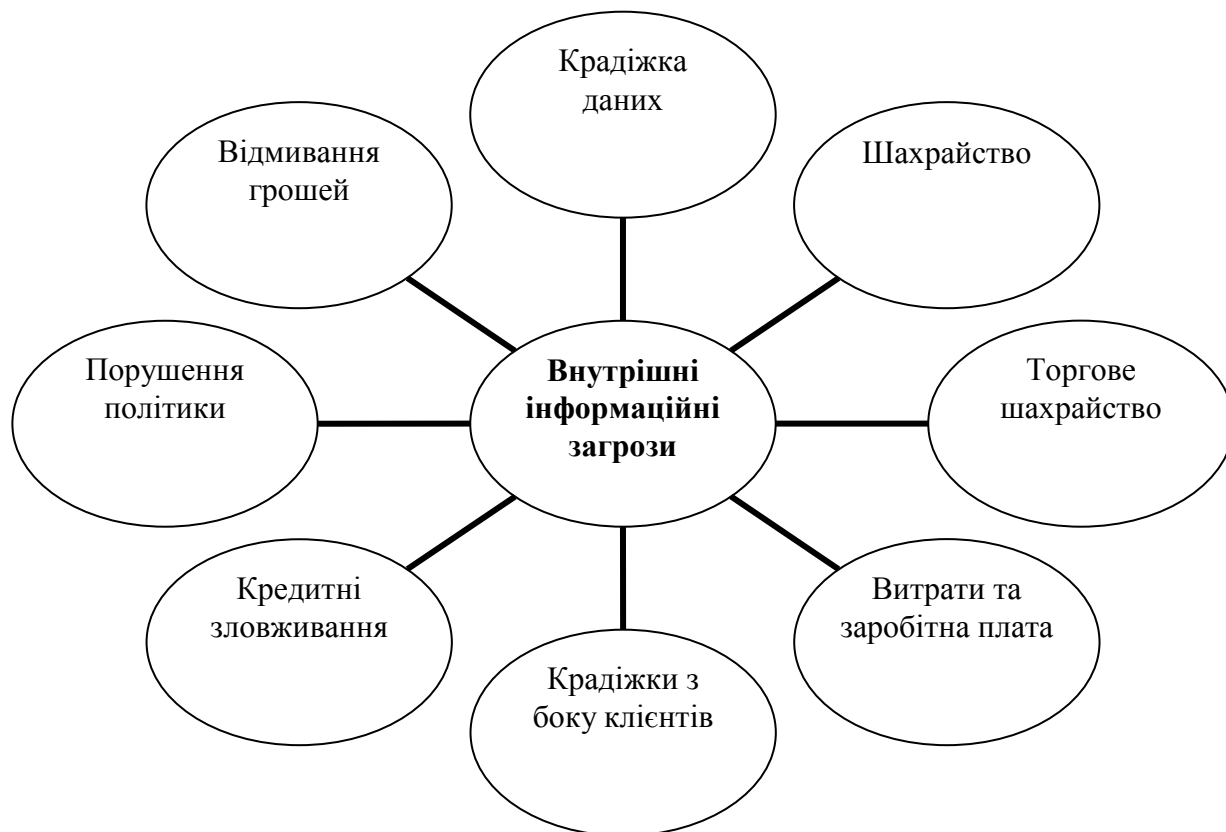 Крадіжка
даних
Відмивання
грошей
Шахрайство
Порушення
політики
Внутрішні
інформаційні
загрози
Торгове
шахрайство
Кредитні
зловживання
Витрати та
заробітна плата
Крадіжки з
боку клієнтів